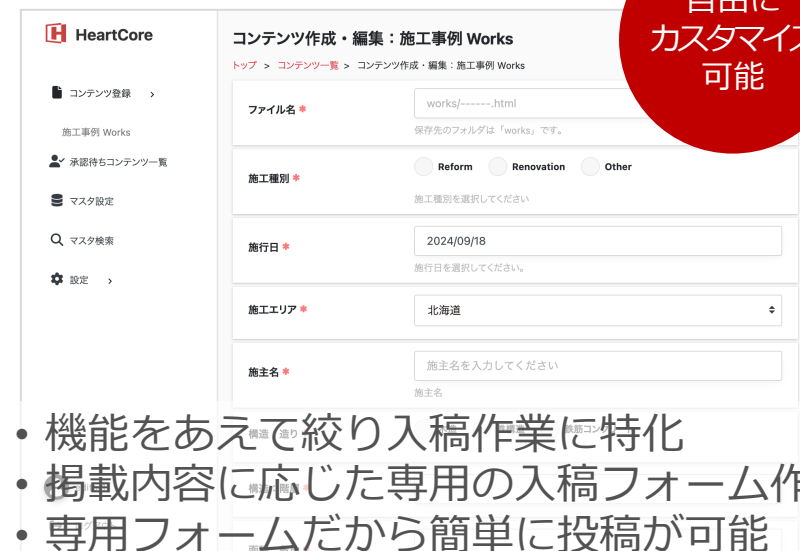 自由に
カスタマイズ
可能
HeartCore
コンテンツ作成・編集：施工事例 Works
トップ > コンテンツ一覧 > コンテンツ作成・編集：施工事例 Works
コンテンツ登録 >
施工事例 Works
承認待ちコンテンツ一覧
マスタ設定
マスタ検索
設定 >
ファイル名 *
works/------.html
保存先のフォルダは「works」です。
施工種別 *
Reform Renovation Other
施工種別を選択してください
施行日 *
2024/09/18
施行日を選択してください。
施工エリア *
北海道
施主名 *
施主名を入力してください
施主名
• 機能をあえて絞り入稿作業に特化
• 掲載内容に応じた専用の入稿フォーム作
• 専用フォームだから簡単に投稿が可能